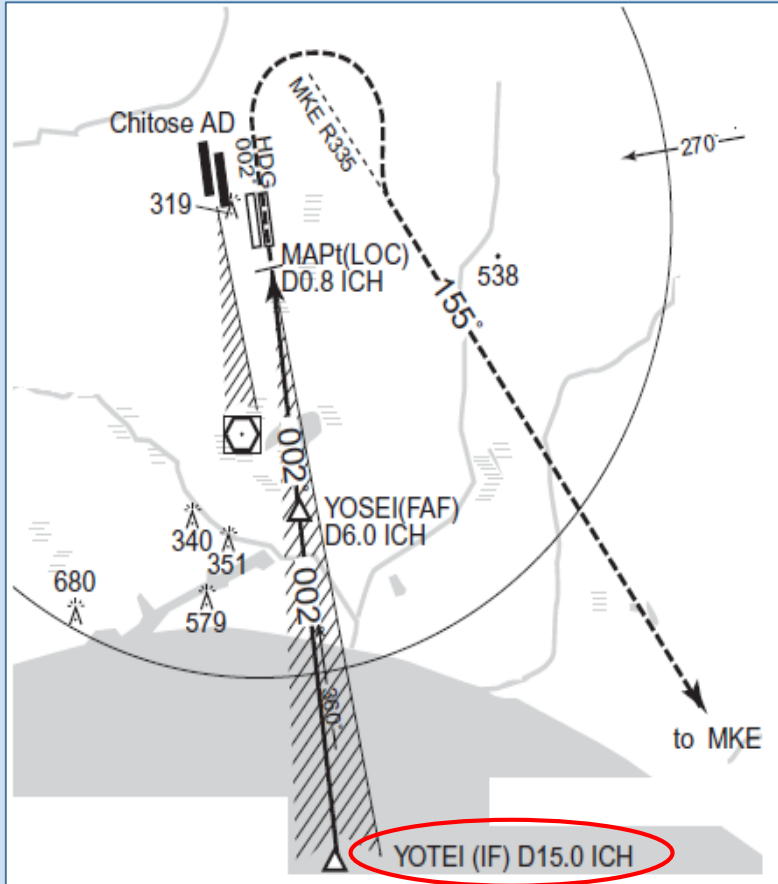 MKE R335
Chitose AD
HDG
002°
270°
319
MAPt(LOC)
D0.8 ICH
538
155°
002°
YOSEI(FAF)
D6.0 ICH
340
351
680
579
002°
360°
to MKE
YOTEI (IF) D15.0 ICH